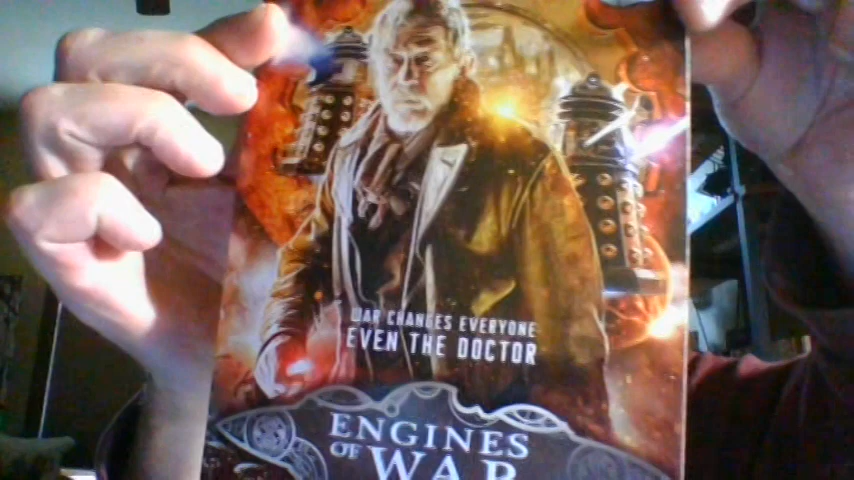 WAR CHANGES EVERYONE
EVEN THE DOCTOR
ENGINES
OF WAR